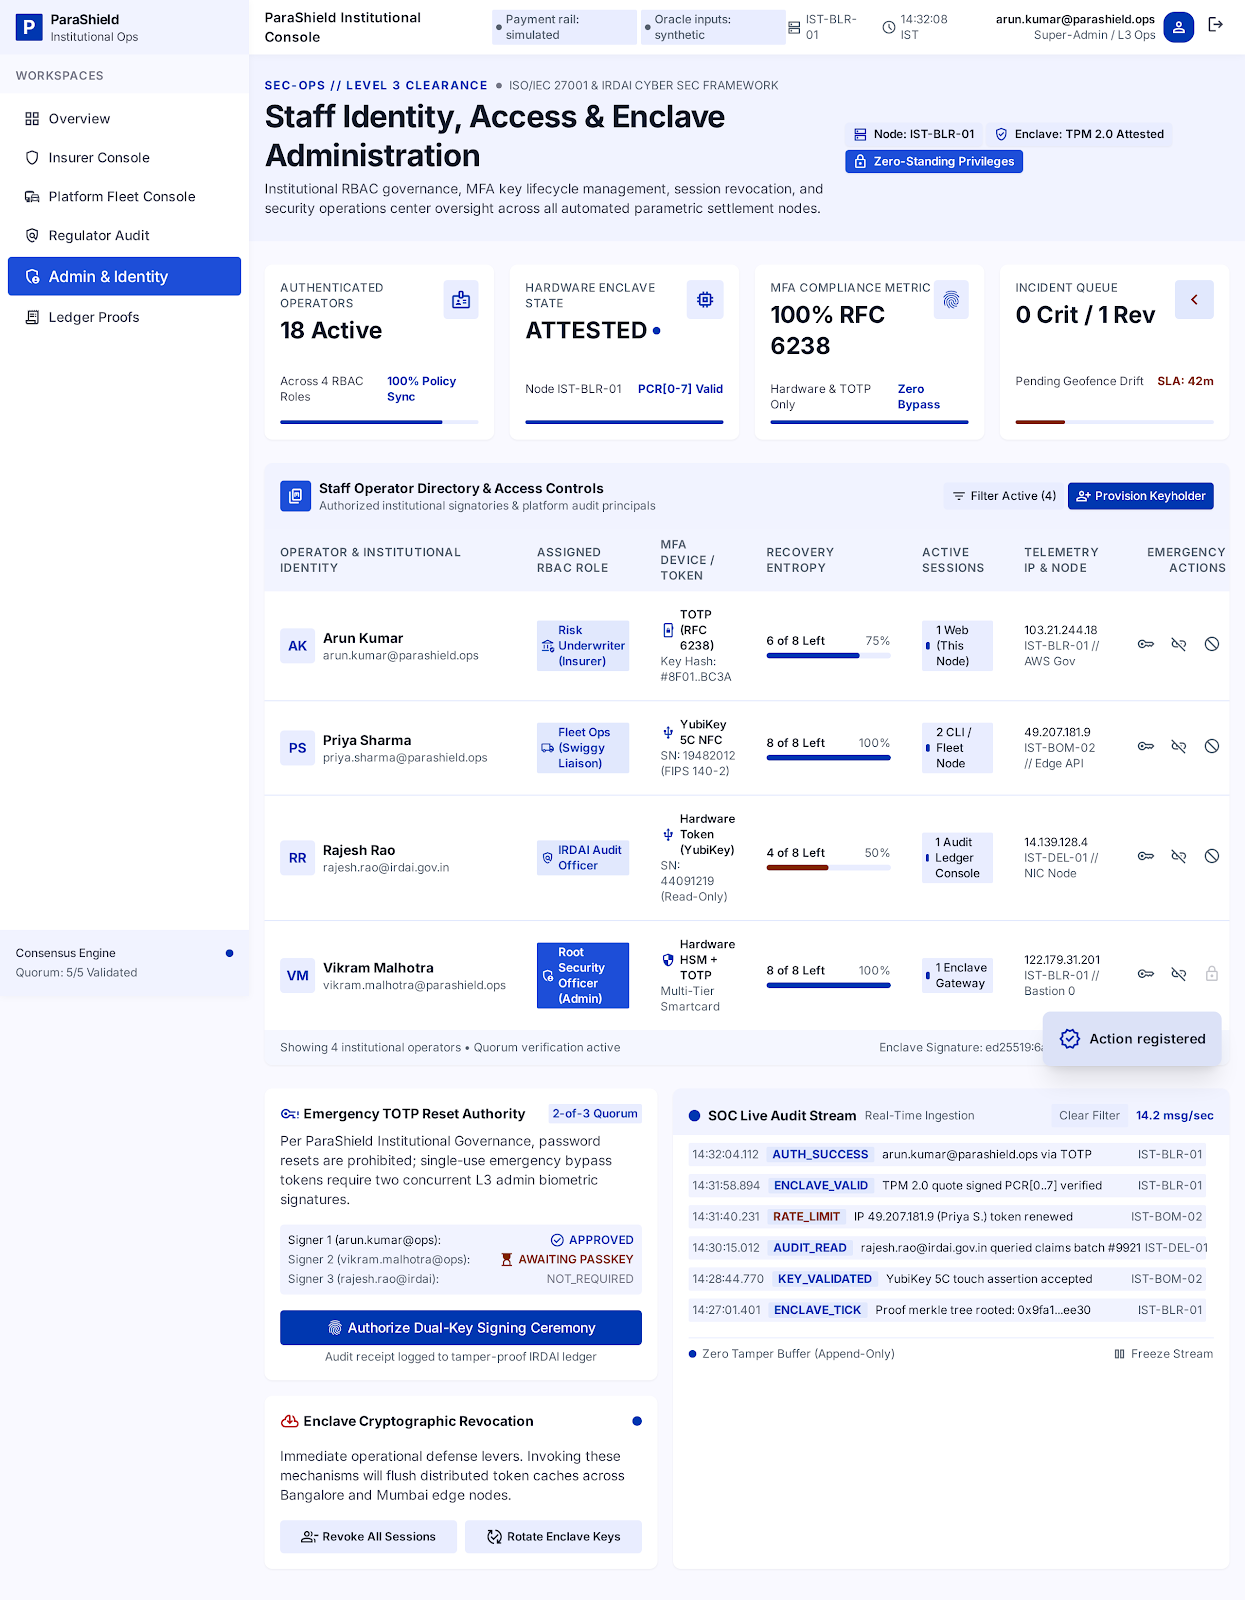 P
ParaShield
Institutional Ops
WORKSPACES
Overview
Insurer Console
Platform Fleet Console
Regulator Audit
Admin & Identity
Ledger Proofs
Consensus Engine
Quorum: 5/5 Validated
ParaShield Institutional
Console
Payment rail:
simulated
Oracle inputs:
synthetic
IST-BLR-
01
14:32:08
IST
arun.kumar@parashield.ops
Super-Admin / L3 Ops
SEC-OPS // LEVEL 3 CLEARANCE
ISO/IEC 27001 & IRDAI CYBER SEC FRAMEWORK
Staff Identity, Access & Enclave
Administration
Institutional RBAC governance, MFA key lifecycle management, session revocation, and
security operations center oversight across all automated parametric settlement nodes.
Node: IST-BLR-01
Enclave: TPM 2.0 Attested
Zero-Standing Privileges
AUTHENTICATED
OPERATORS
18 Active
Across 4 RBAC
Roles
100% Policy
Sync
HARDWARE ENCLAVE
STATE
ATTESTED
Node IST-BLR-01
PCR[0-7] Valid
MFA COMPLIANCE METRIC
100% RFC
6238
Hardware & TOTP
Only
Zero
Bypass
INCIDENT QUEUE
0 Crit / 1 Rev
Pending Geofence Drift
SLA: 42m
Staff Operator Directory & Access Controls
Authorized institutional signatories & platform audit principals
Filter Active (4)
Provision Keyholder
OPERATOR & INSTITUTIONAL
IDENTITY
ASSIGNED
RBAC ROLE
MFA
DEVICE /
TOKEN
RECOVERY
ENTROPY
ACTIVE
SESSIONS
TELEMETRY
IP & NODE
EMERGENCY
ACTIONS
AK
Arun Kumar
arun.kumar@parashield.ops
Risk
Underwriter
(Insurer)
TOTP
(RFC
6238)
Key Hash:
#8F01..BC3A
6 of 8 Left
75%
1 Web
(This
Node)
103.21.244.18
IST-BLR-01 //
AWS Gov
PS
Priya Sharma
priya.sharma@parashield.ops
Fleet Ops
(Swiggy
Liaison)
YubiKey
5C NFC
SN: 19482012
(FIPS 140-2)
8 of 8 Left
100%
2 CLI /
Fleet
Node
49.207.181.9
IST-BOM-02
// Edge API
RR
Rajesh Rao
rajesh.rao@irdai.gov.in
IRDAI Audit
Officer
Hardware
Token
(YubiKey)
SN:
44091219
(Read-Only)
4 of 8 Left
50%
1 Audit
Ledger
Console
14.139.128.4
IST-DEL-01 //
NIC Node
VM
Vikram Malhotra
vikram.malhotra@parashield.ops
Root
Security
Officer
(Admin)
Hardware
HSM +
TOTP
Multi-Tier
Smartcard
8 of 8 Left
100%
1 Enclave
Gateway
122.179.31.201
IST-BLR-01 //
Bastion 0
Showing 4 institutional operators • Quorum verification active
Enclave Signature: ed25519:6a
Action registered
Emergency TOTP Reset Authority
2-of-3 Quorum
Per ParaShield Institutional Governance, password
resets are prohibited; single-use emergency bypass
tokens require two concurrent L3 admin biometric
signatures.
Signer 1 (arun.kumar@ops):
APPROVED
Signer 2 (vikram.malhotra@ops):
AWAITING PASSKEY
Signer 3 (rajesh.rao@irdai):
NOT_REQUIRED
Authorize Dual-Key Signing Ceremony
Audit receipt logged to tamper-proof IRDAI ledger
Enclave Cryptographic Revocation
Immediate operational defense levers. Invoking these
mechanisms will flush distributed token caches across
Bangalore and Mumbai edge nodes.
Revoke All Sessions
Rotate Enclave Keys
SOC Live Audit Stream
Real-Time Ingestion
Clear Filter
14.2 msg/sec
14:32:04.112 AUTH_SUCCESS arun.kumar@parashield.ops via TOTP IST-BLR-01
14:31:58.894 ENCLAVE_VALID TPM 2.0 quote signed PCR[0..7] verified IST-BLR-01
14:31:40.231 RATE_LIMIT IP 49.207.181.9 (Priya S.) token renewed IST-BOM-02
14:30:15.012 AUDIT_READ rajesh.rao@irdai.gov.in queried claims batch #9921 IST-DEL-01
14:28:44.770 KEY_VALIDATED YubiKey 5C touch assertion accepted IST-BOM-02
14:27:01.401 ENCLAVE_TICK Proof merkle tree rooted: 0x9fa1...ee30 IST-BLR-01
Zero Tamper Buffer (Append-Only)
Freeze Stream